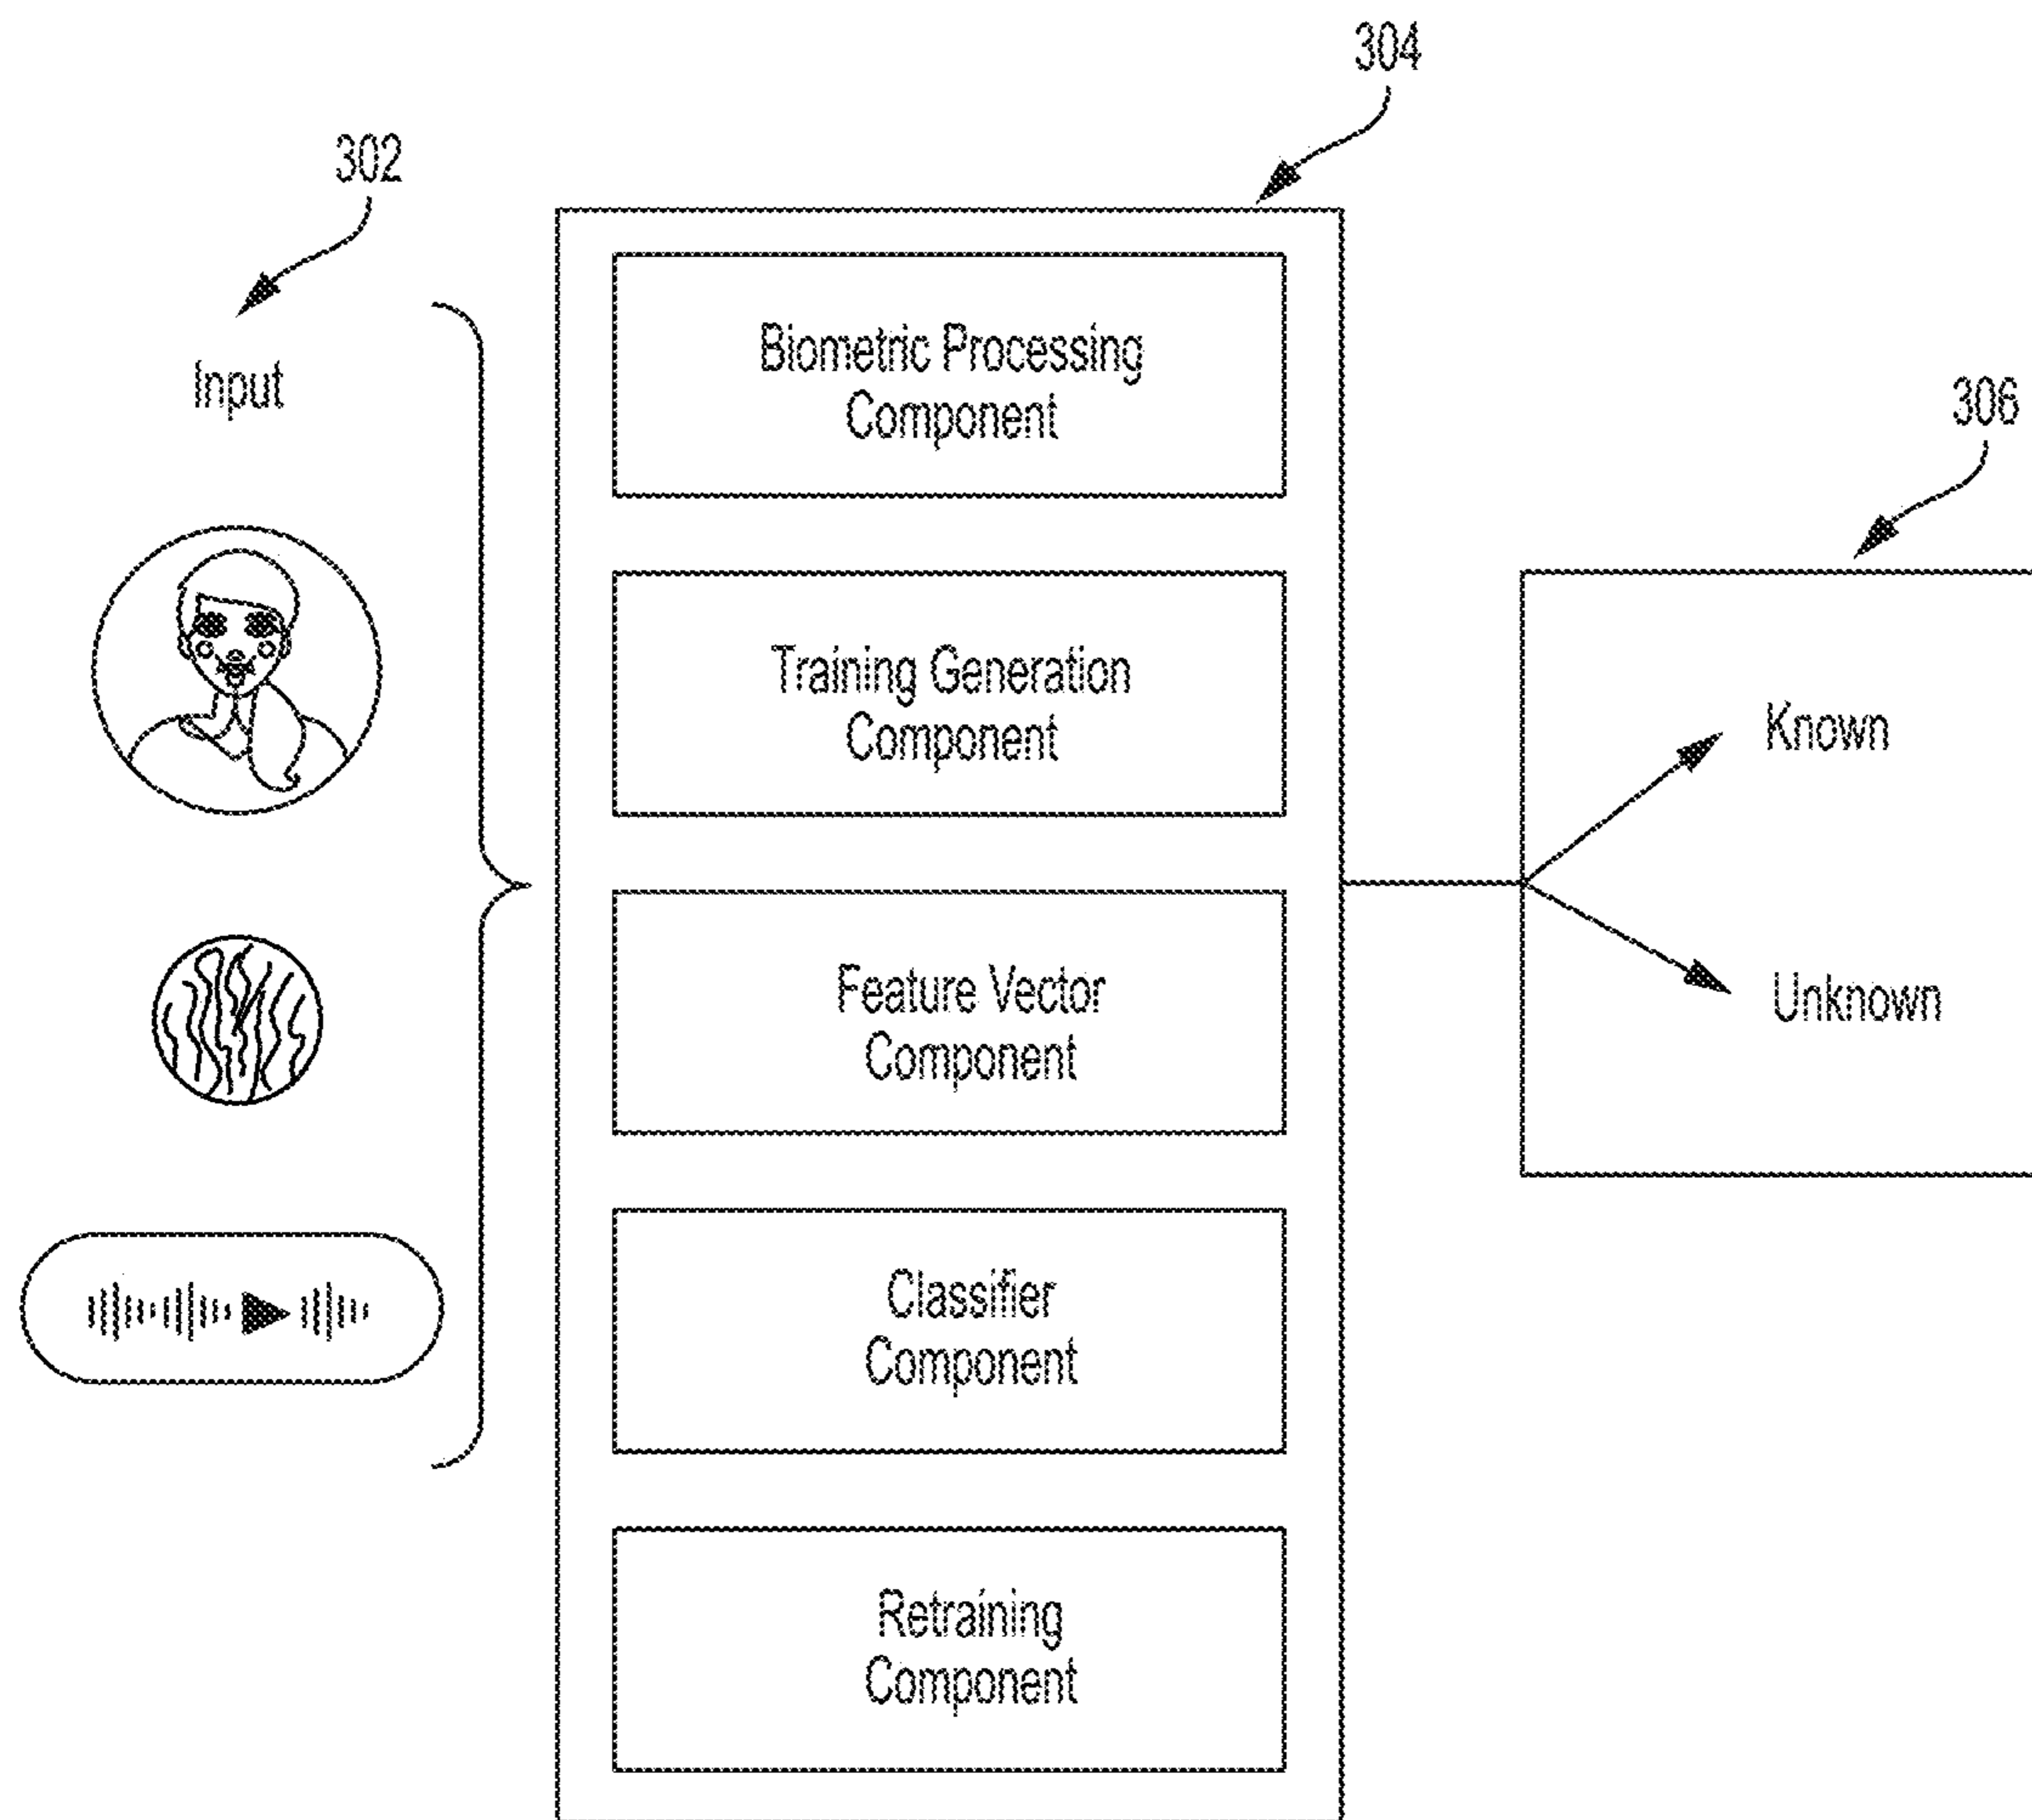 304
302
Input
Biometric Processing
Component
306
Training Generation
Component
Known
Feature Vector
Component
Unknown
Classifier
Component
Retraining
Component